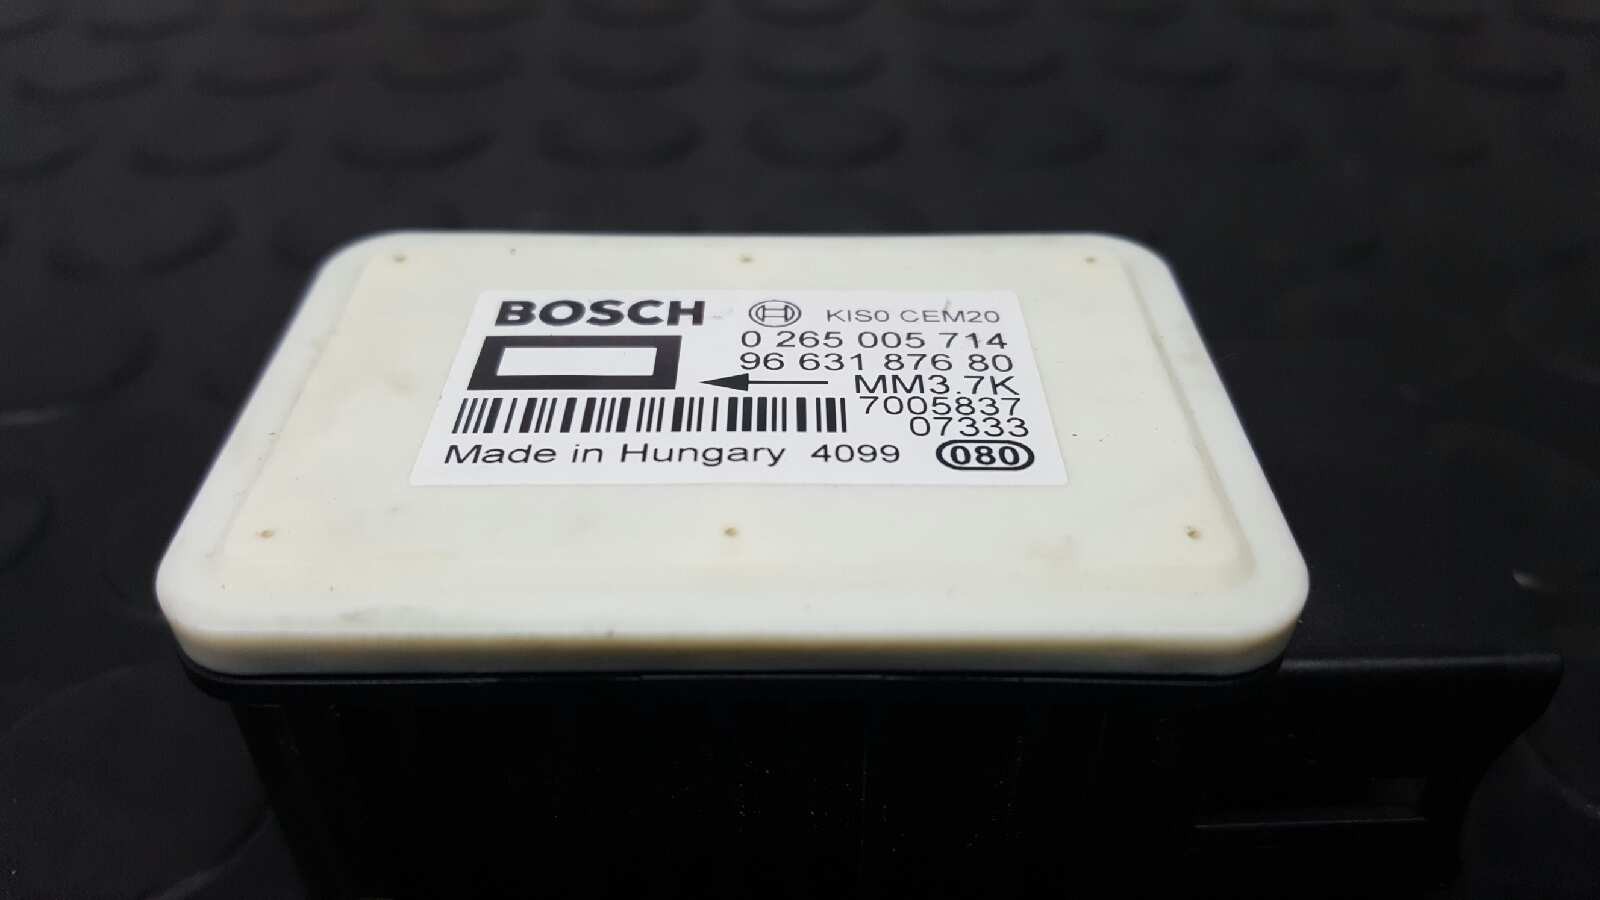 BOSCH KIS0 CEM20
0 265 005 714
96 631 876 80
MM3.7K
7005837
07333
Made in Hungary 4099 080